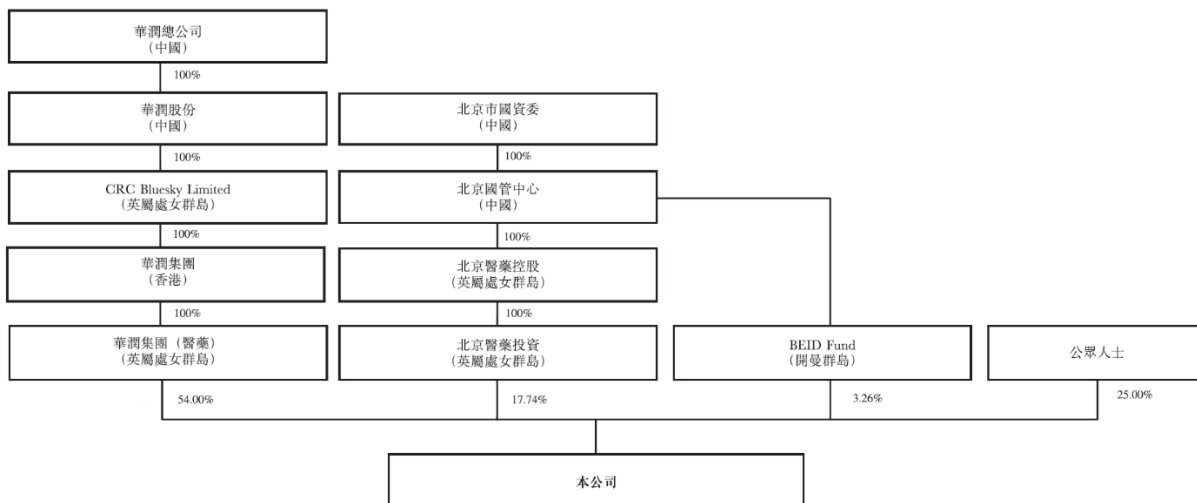 華潤總公司
(中國)
100%
華潤股份
(中國)
北京市國資委
(中國)
100%
100%
CRC Bluesky Limited
(英屬處女群島)
北京國管中心
(中國)
100%
100%
華潤集團
(香港)
北京醫藥控股
(英屬處女群島)
100%
100%
華潤集團（醫藥）
(英屬處女群島)
北京醫藥投資
(英屬處女群島)
BEID Fund
(開曼群島)
公眾人士
54.00%
17.74%
3.26%
25.00%
本公司